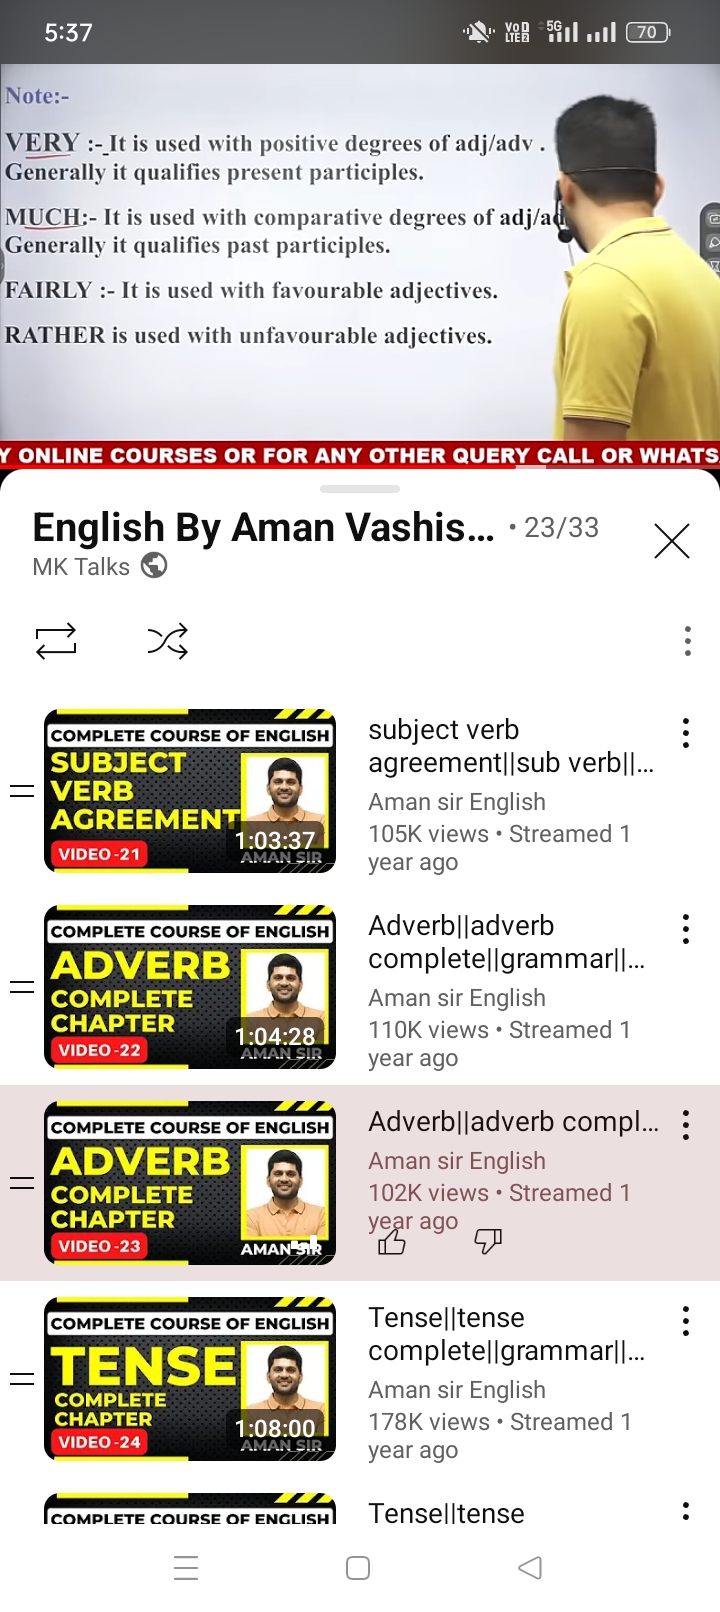 5:37
VoD
LTE2
5G
70
Note:-
VERY :- It is used with positive degrees of adj/adv .
Generally it qualifies present participles.
MUCH:- It is used with comparative degrees of adj/ad
Generally it qualifies past participles.
FAIRLY :- It is used with favourable adjectives.
RATHER is used with unfavourable adjectives.
Y ONLINE COURSES OR FOR ANY OTHER QUERY CALL OR WHATS
English By Aman Vashis... • 23/33
MK Talks
COMPLETE COURSE OF ENGLISH
SUBJECT
VERB
AGREEMENT
1:03:37
VIDEO -21
AMAN SIR
subject verb
agreement||sub verb||...
Aman sir English
105K views • Streamed 1
year ago
COMPLETE COURSE OF ENGLISH
ADVERB
COMPLETE
CHAPTER
1:04:28
VIDEO -22
AMAN SIR
Adverb||adverb
complete||grammar||...
Aman sir English
110K views • Streamed 1
year ago
COMPLETE COURSE OF ENGLISH
ADVERB
COMPLETE
CHAPTER
VIDEO -23
AMAN SIR
Adverb||adverb compl...
Aman sir English
102K views • Streamed 1
year ago
COMPLETE COURSE OF ENGLISH
TENSE
COMPLETE
CHAPTER
1:08:00
VIDEO -24
AMAN SIR
Tense||tense
complete||grammar||...
Aman sir English
178K views • Streamed 1
year ago
COMPLETE COURSE OF ENGLISH
Tense||tense